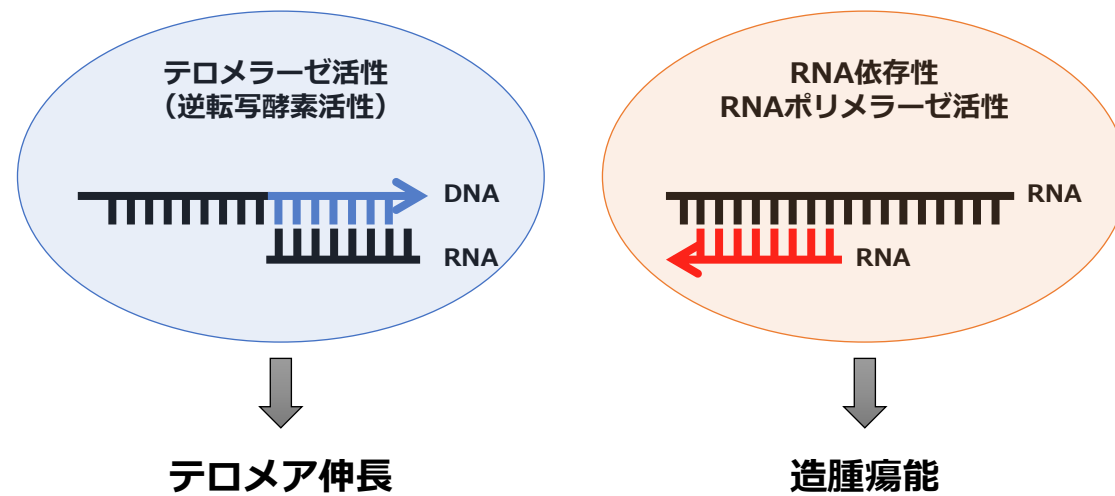 テロメラーゼ活性
（逆転写酵素活性）
DNA
RNA
テロメア伸長
RNA依存性
RNAポリメラーゼ活性
RNA
RNA
造腫瘍能